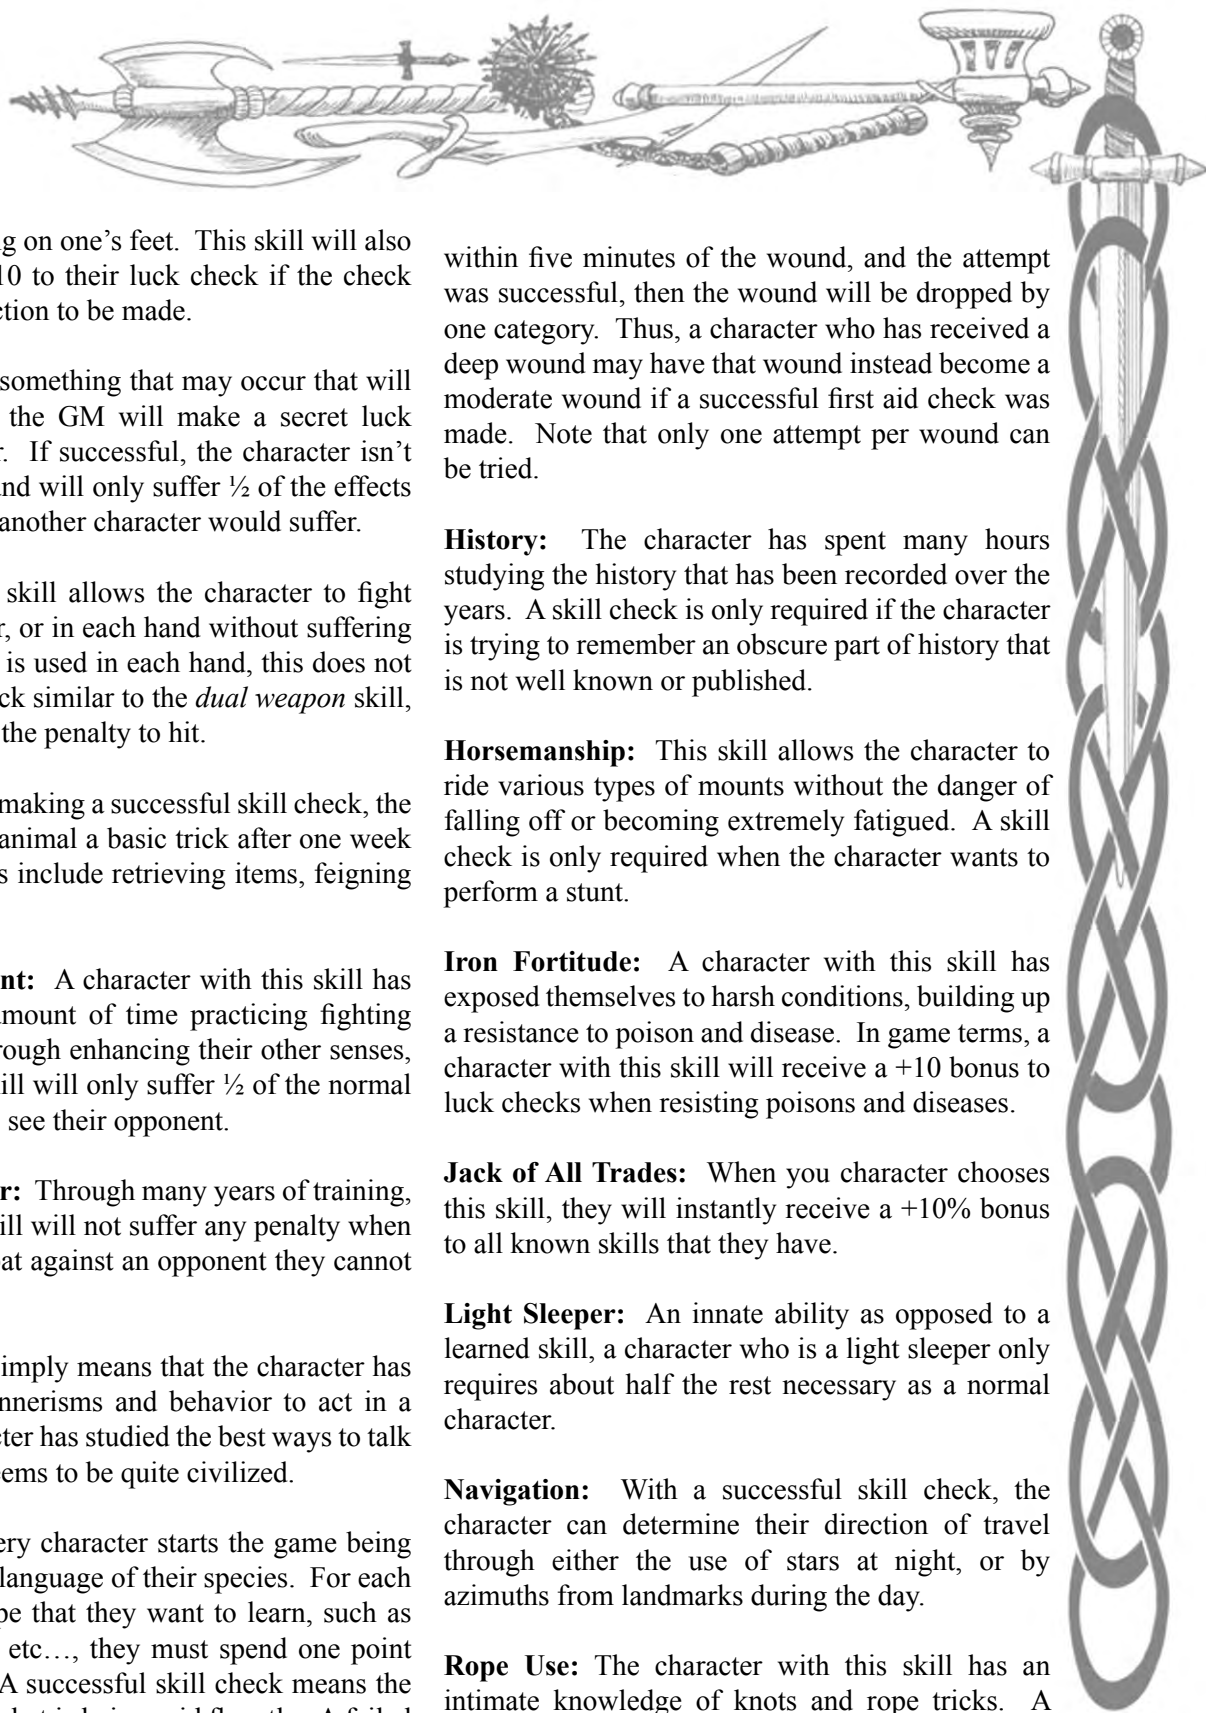 g on one’s feet. This skill will also
10 to their luck check if the check
ction to be made.
something that may occur that will
the GM will make a secret luck
r. If successful, the character isn’t
and will only suffer ½ of the effects
another character would suffer.
skill allows the character to fight
r, or in each hand without suffering
is used in each hand, this does not
ck similar to the dual weapon skill,
the penalty to hit.
making a successful skill check, the
animal a basic trick after one week
s include retrieving items, feigning
nt: A character with this skill has
mount of time practicing fighting
rough enhancing their other senses,
ill will only suffer ½ of the normal
see their opponent.
r: Through many years of training,
kill will not suffer any penalty when
at against an opponent they cannot
imply means that the character has
nnerisms and behavior to act in a
cter has studied the best ways to talk
eems to be quite civilized.
ery character starts the game being
language of their species. For each
pe that they want to learn, such as
etc…, they must spend one point
A successful skill check means the
within five minutes of the wound, and the attempt
was successful, then the wound will be dropped by
one category. Thus, a character who has received a
deep wound may have that wound instead become a
moderate wound if a successful first aid check was
made. Note that only one attempt per wound can
be tried.
History: The character has spent many hours
studying the history that has been recorded over the
years. A skill check is only required if the character
is trying to remember an obscure part of history that
is not well known or published.
Horsemanship: This skill allows the character to
ride various types of mounts without the danger of
falling off or becoming extremely fatigued. A skill
check is only required when the character wants to
perform a stunt.
Iron Fortitude: A character with this skill has
exposed themselves to harsh conditions, building up
a resistance to poison and disease. In game terms, a
character with this skill will receive a +10 bonus to
luck checks when resisting poisons and diseases.
Jack of All Trades: When you character chooses
this skill, they will instantly receive a +10% bonus
to all known skills that they have.
Light Sleeper: An innate ability as opposed to a
learned skill, a character who is a light sleeper only
requires about half the rest necessary as a normal
character.
Navigation: With a successful skill check, the
character can determine their direction of travel
through either the use of stars at night, or by
azimuths from landmarks during the day.
Rope Use: The character with this skill has an
intimate knowledge of knots and rope tricks. A